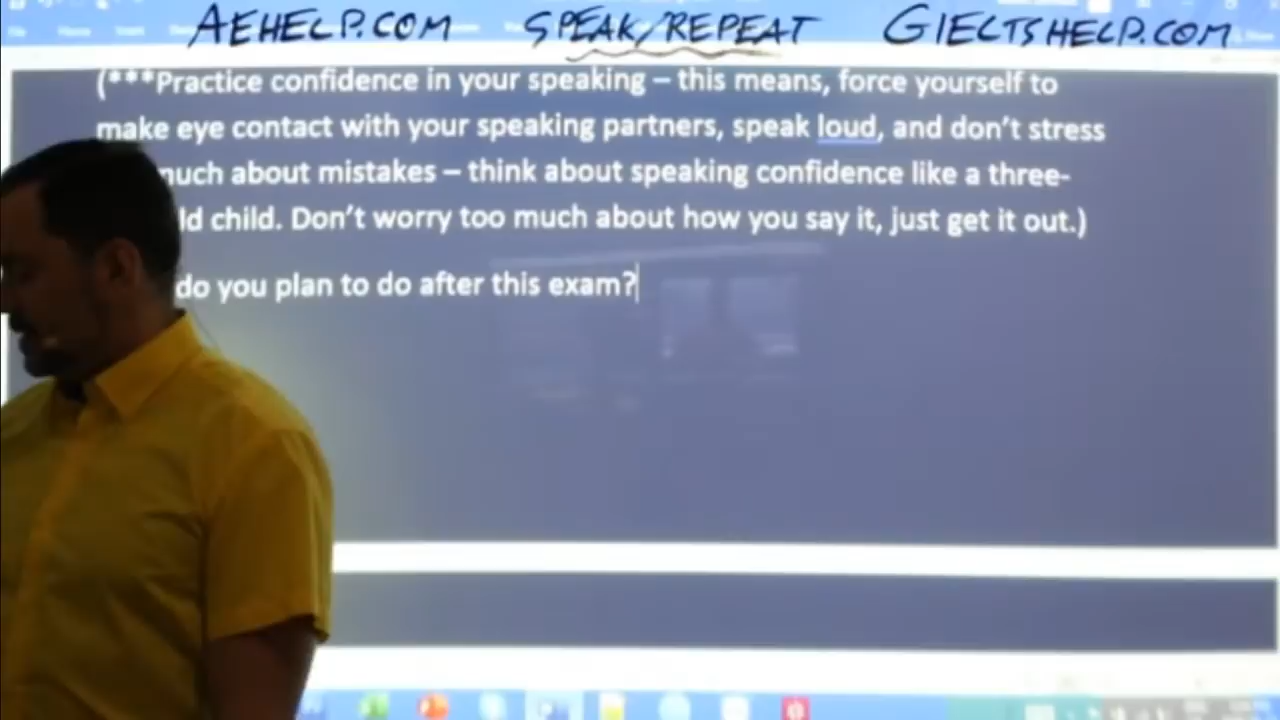 AEHELP.COM SPEAK/REPEAT GIELTSHELP.COM
(***Practice confidence in your speaking – this means, force yourself to
make eye contact with your speaking partners, speak loud, and don't stress
much about mistakes – think about speaking confidence like a three-
child. Don't worry too much about how you say it, just get it out.)
do you plan to do after this exam?